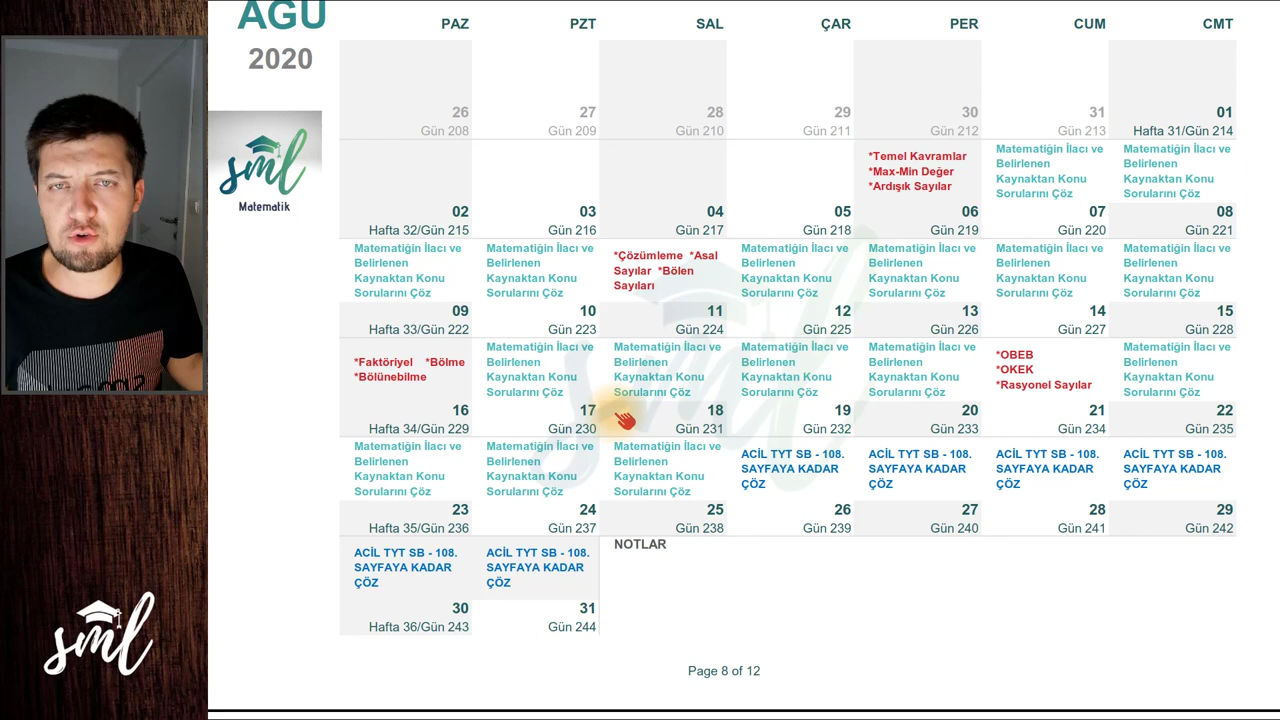 AĞU
2020
sml
Matematik
PAZ
PZT
SAL
ÇAR
PER
CUM
CMT
26
Gün 208
27
Gün 209
28
Gün 210
29
Gün 211
30
Gün 212
31
Gün 213
01
Hafta 31/Gün 214
02
Hafta 32/Gün 215
03
Gün 216
04
Gün 217
05
Gün 218
*Temel Kavramlar
*Max-Min Değer
*Ardışık Sayılar
06
Gün 219
Matematiğin İlacı ve
Belirlenen
Kaynaktan Konu
Sorularını Çöz
07
Gün 220
Matematiğin İlacı ve
Belirlenen
Kaynaktan Konu
Sorularını Çöz
08
Gün 221
Matematiğin İlacı ve
Belirlenen
Kaynaktan Konu
Sorularını Çöz
09
Hafta 33/Gün 222
Matematiğin İlacı ve
Belirlenen
Kaynaktan Konu
Sorularını Çöz
10
Gün 223
*Çözümleme *Asal
Sayılar *Bölen
Sayıları
11
Gün 224
Matematiğin İlacı ve
Belirlenen
Kaynaktan Konu
Sorularını Çöz
12
Gün 225
Matematiğin İlacı ve
Belirlenen
Kaynaktan Konu
Sorularını Çöz
13
Gün 226
Matematiğin İlacı ve
Belirlenen
Kaynaktan Konu
Sorularını Çöz
14
Gün 227
Matematiğin İlacı ve
Belirlenen
Kaynaktan Konu
Sorularını Çöz
15
Gün 228
*Faktöriyel *Bölme
*Bölünebilme
16
Hafta 34/Gün 229
Matematiğin İlacı ve
Belirlenen
Kaynaktan Konu
Sorularını Çöz
17
Gün 230
Matematiğin İlacı ve
Belirlenen
Kaynaktan Konu
Sorularını Çöz
18
Gün 231
Matematiğin İlacı ve
Belirlenen
Kaynaktan Konu
Sorularını Çöz
19
Gün 232
Matematiğin İlacı ve
Belirlenen
Kaynaktan Konu
Sorularını Çöz
20
Gün 233
*OBEB
*OKEK
*Rasyonel Sayılar
21
Gün 234
Matematiğin İlacı ve
Belirlenen
Kaynaktan Konu
Sorularını Çöz
22
Gün 235
Matematiğin İlacı ve
Belirlenen
Kaynaktan Konu
Sorularını Çöz
23
Hafta 35/Gün 236
Matematiğin İlacı ve
Belirlenen
Kaynaktan Konu
Sorularını Çöz
24
Gün 237
Matematiğin İlacı ve
Belirlenen
Kaynaktan Konu
Sorularını Çöz
25
Gün 238
ACİL TYT SB - 108.
SAYFAYA KADAR
ÇÖZ
26
Gün 239
ACİL TYT SB - 108.
SAYFAYA KADAR
ÇÖZ
27
Gün 240
ACİL TYT SB - 108.
SAYFAYA KADAR
ÇÖZ
28
Gün 241
ACİL TYT SB - 108.
SAYFAYA KADAR
ÇÖZ
29
Gün 242
ACİL TYT SB - 108.
SAYFAYA KADAR
ÇÖZ
30
Hafta 36/Gün 243
ACİL TYT SB - 108.
SAYFAYA KADAR
ÇÖZ
31
Gün 244
NOTLAR
sml
sml
Page 8 of 12